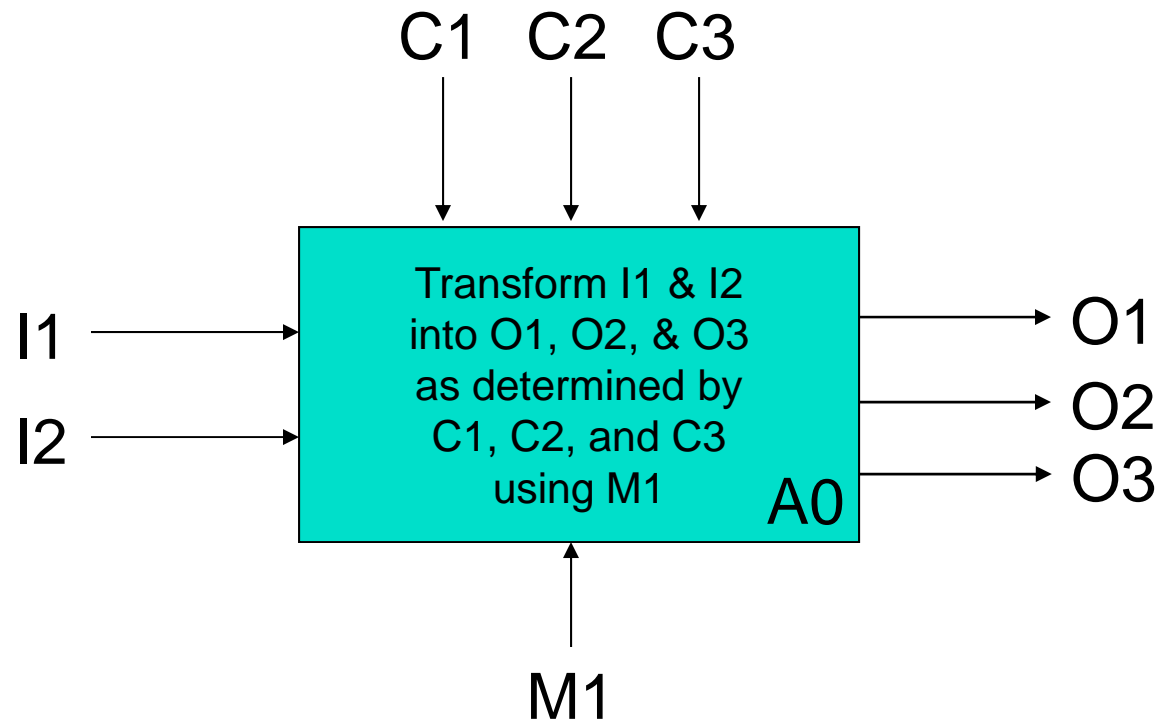 C1 C2 C3
Transform I1 & I2
into O1, O2, & O3
as determined by
C1, C2, and C3
using M1
A0
I1
I2
O1
O2
O3
M1